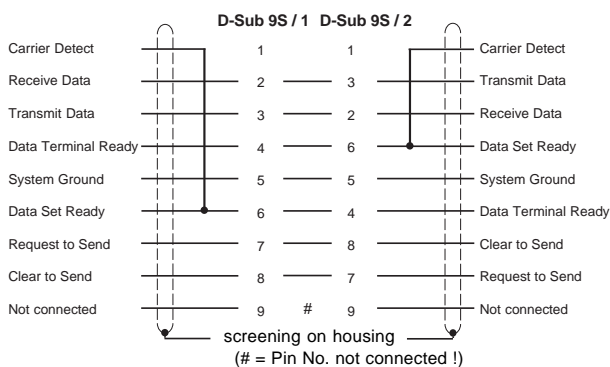 D-Sub 9S / 1 D-Sub 9S / 2
Carrier Detect 1 1 Carrier Detect
Receive Data 2 3 Transmit Data
Transmit Data 3 2 Receive Data
Data Terminal Ready 4 6 Data Set Ready
System Ground 5 5 System Ground
Data Set Ready 6 4 Data Terminal Ready
Request to Send 7 8 Clear to Send
Clear to Send 8 7 Request to Send
Not connected 9 # 9 Not connected
screening on housing
(# = Pin No. not connected !)